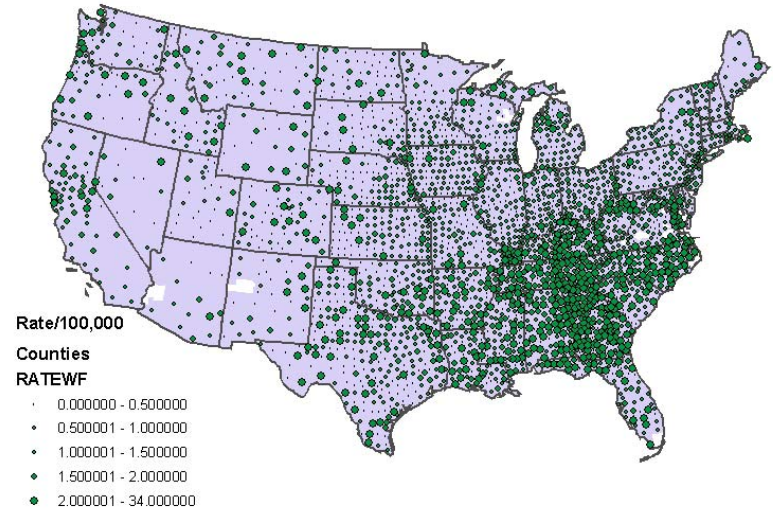 Rate/100,000
Counties
RATEWF
0.000000 - 0.500000
0.500001 - 1.000000
1.000001 - 1.500000
1.500001 - 2.000000
2.000001 - 34.000000